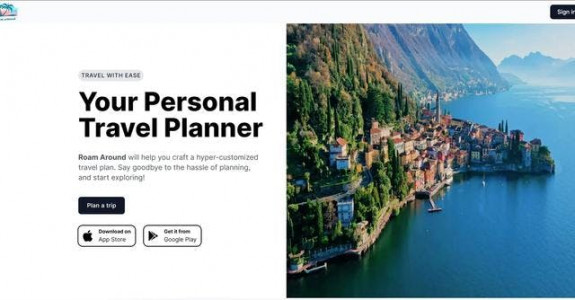 Sign in
TRAVEL WITH EASE
Your Personal
Travel Planner
Roam Around will help you craft a hyper-customized
travel plan. Say goodbye to the hassle of planning,
and start exploring!
Plan a trip
Download on
App Store
Get it from
Google Play